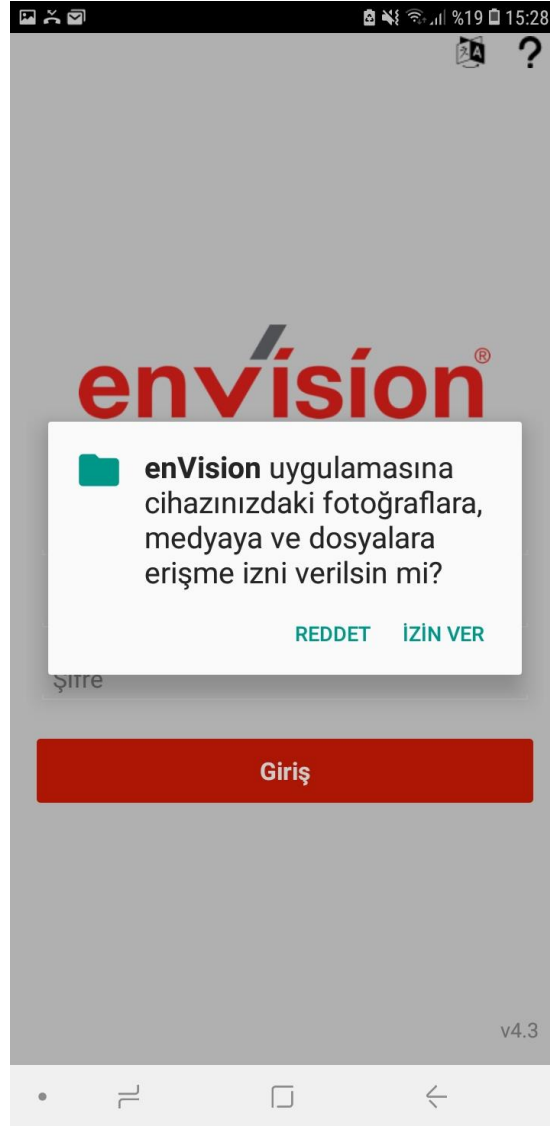 %19 15:28
envision®
enVision uygulamasına
cihazınızdaki fotoğraflara,
medyaya ve dosyalara
erişme izni verilsin mi?
REDDET İZİN VER
Şifre
Giriş
v4.3